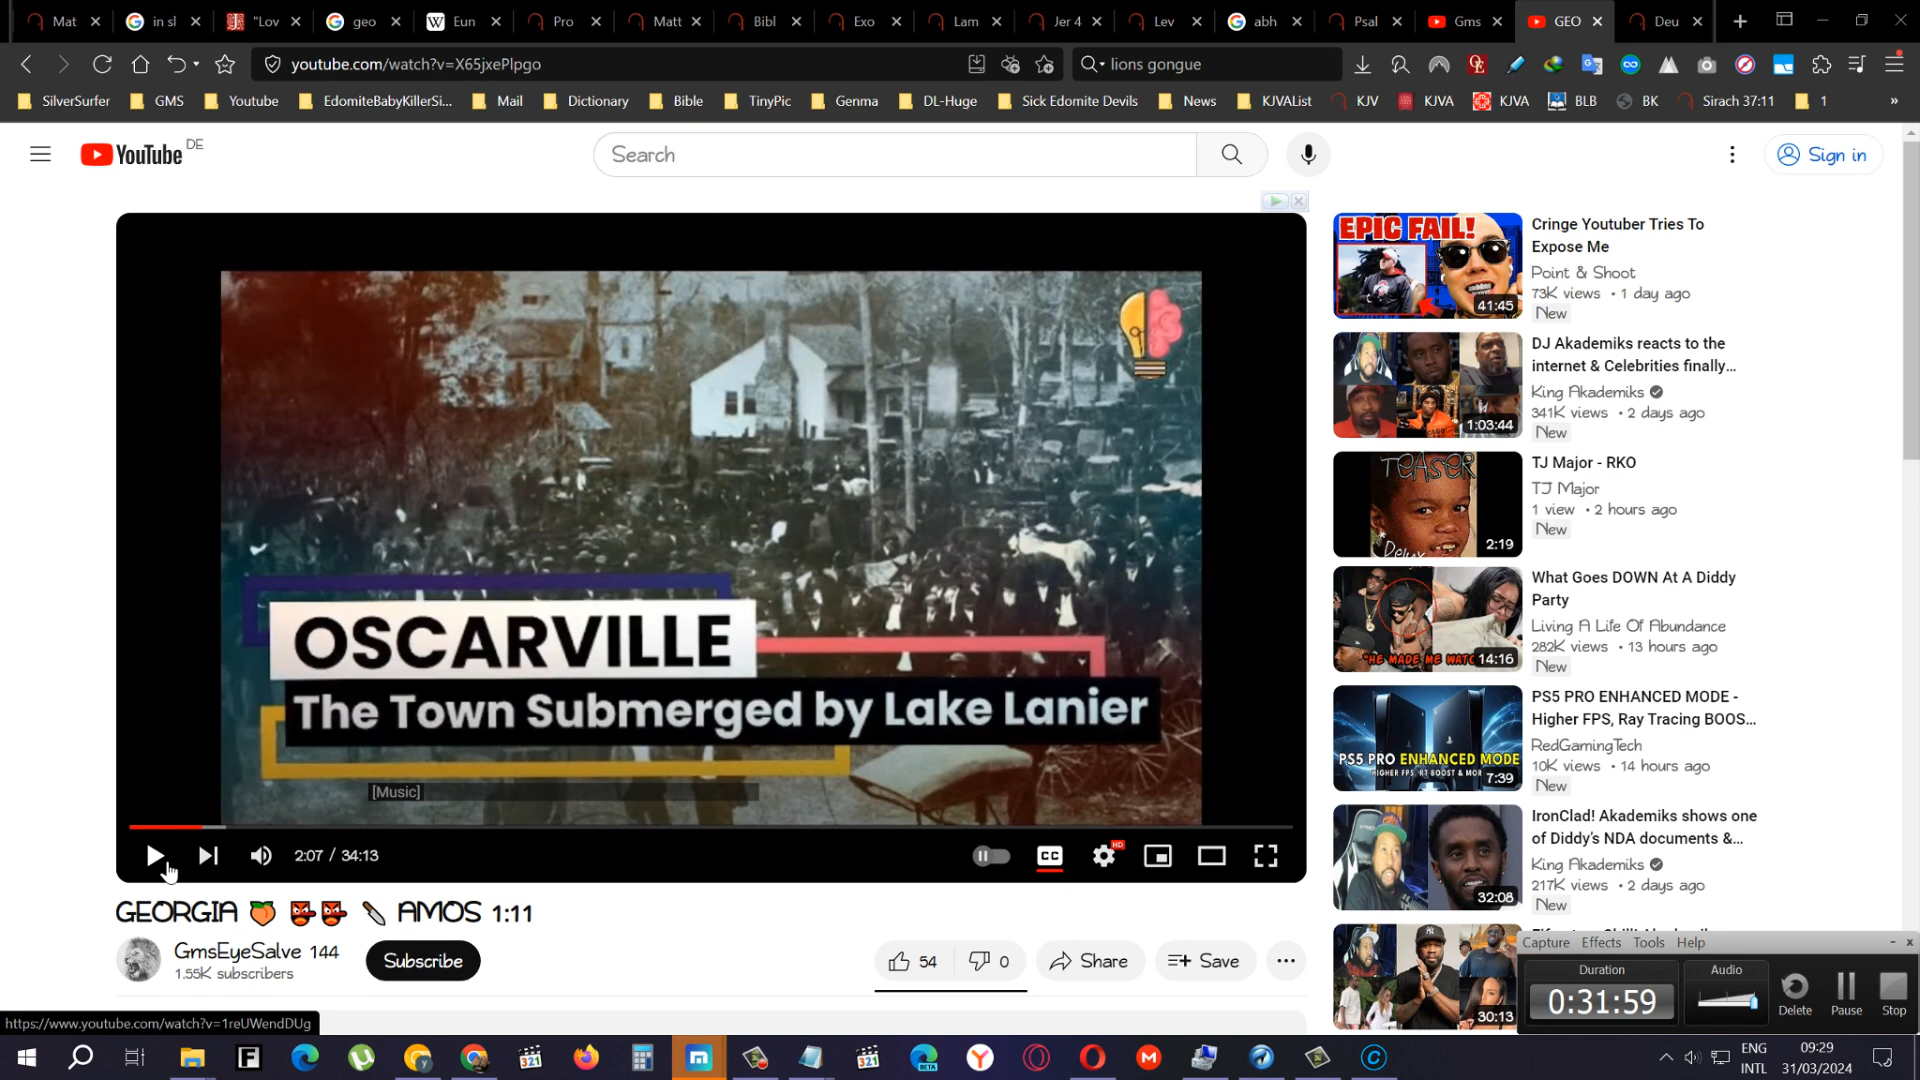 Mat
in sl
"Lov
geo
Eun
Pro
Matt
Bibl
Exo
Lam
Jer 4
Lev
abh
Psal
Gms
GEO
Deu
youtube.com/watch?v=X65jxePlpgo
lions gongue
SilverSurfer
GMS
Youtube
EdomiteBabyKillerSi...
Mail
Dictionary
Bible
TinyPic
Genma
DL-Huge
Sick Edomite Devils
News
KJVAList
KJV
KJVA
KJVA
BLB
BK
Sirach 37:11
1
YouTube DE
Search
Sign in
OSCARVILLE
The Town Submerged by Lake Lanier
[Music]
2:07 / 34:13
CC
HD
GEORGIA 🍑 👺👺 🔪 AMOS 1:11
GmsEyeSalve 144
1.55K subscribers
Subscribe
54
0
Share
Save
https://www.youtube.com/watch?v=1reUWendDUg
EPIC FAIL!
41:45
Cringe Youtuber Tries To
Expose Me
Point & Shoot
73K views • 1 day ago
New
1:03:44
DJ Akademiks reacts to the
internet & Celebrities finally...
King Akademiks
341K views • 2 days ago
New
TEASER
2:19
TJ Major - RKO
TJ Major
1 view • 2 hours ago
New
14:16
What Goes DOWN At A Diddy
Party
Living A Life Of Abundance
282K views • 13 hours ago
New
PS5 PRO ENHANCED MODE
HIGHER FPS, RT BOOST & MOR
7:39
PS5 PRO ENHANCED MODE -
Higher FPS, Ray Tracing BOOS...
RedGamingTech
10K views • 14 hours ago
New
32:08
IronClad! Akademiks shows one
of Diddy's NDA documents &...
King Akademiks
217K views • 2 days ago
New
30:13
Capture Effects Tools Help
Duration
0:31:59
Audio
Delete
Pause
Stop
321
321
BETA
ENG
INTL
09:29
31/03/2024